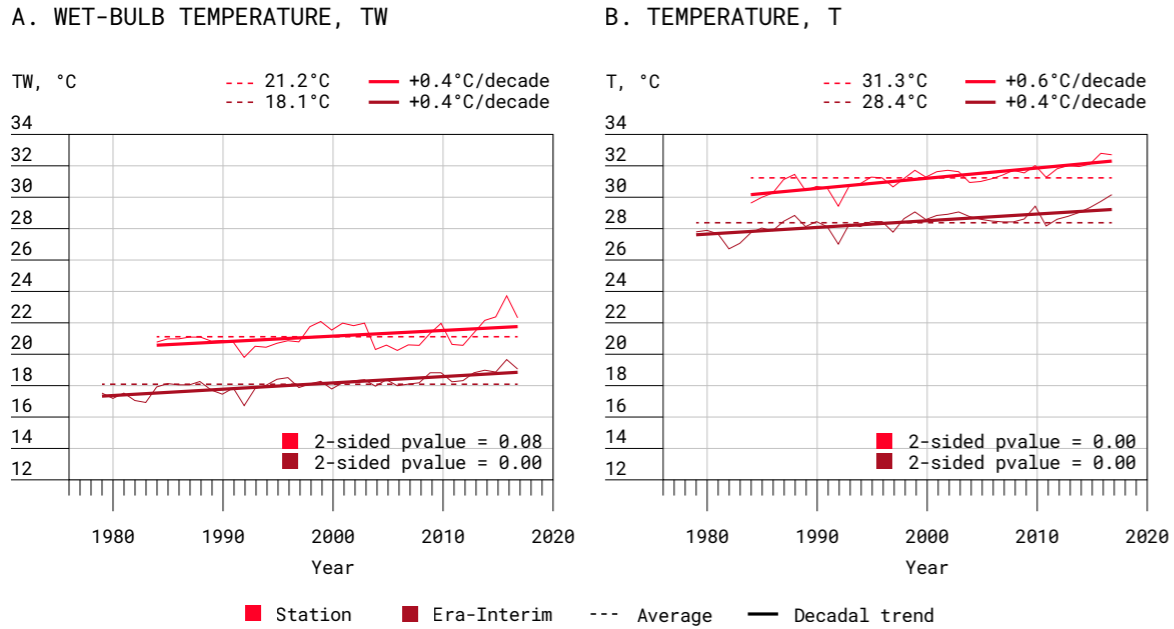 A. WET-BULB TEMPERATURE, TW
TW, °C
21.2°C +0.4°C/decade
18.1°C +0.4°C/decade
34
32
30
28
26
24
22
20
18
16
14
12
2-sided pvalue = 0.08
2-sided pvalue = 0.00
1980 1990 2000 2010 2020
Year
B. TEMPERATURE, T
T, °C
31.3°C +0.6°C/decade
28.4°C +0.4°C/decade
34
32
30
28
26
24
22
20
18
16
14
12
2-sided pvalue = 0.00
2-sided pvalue = 0.00
1980 1990 2000 2010 2020
Year
Station Era-Interim Average Decadal trend